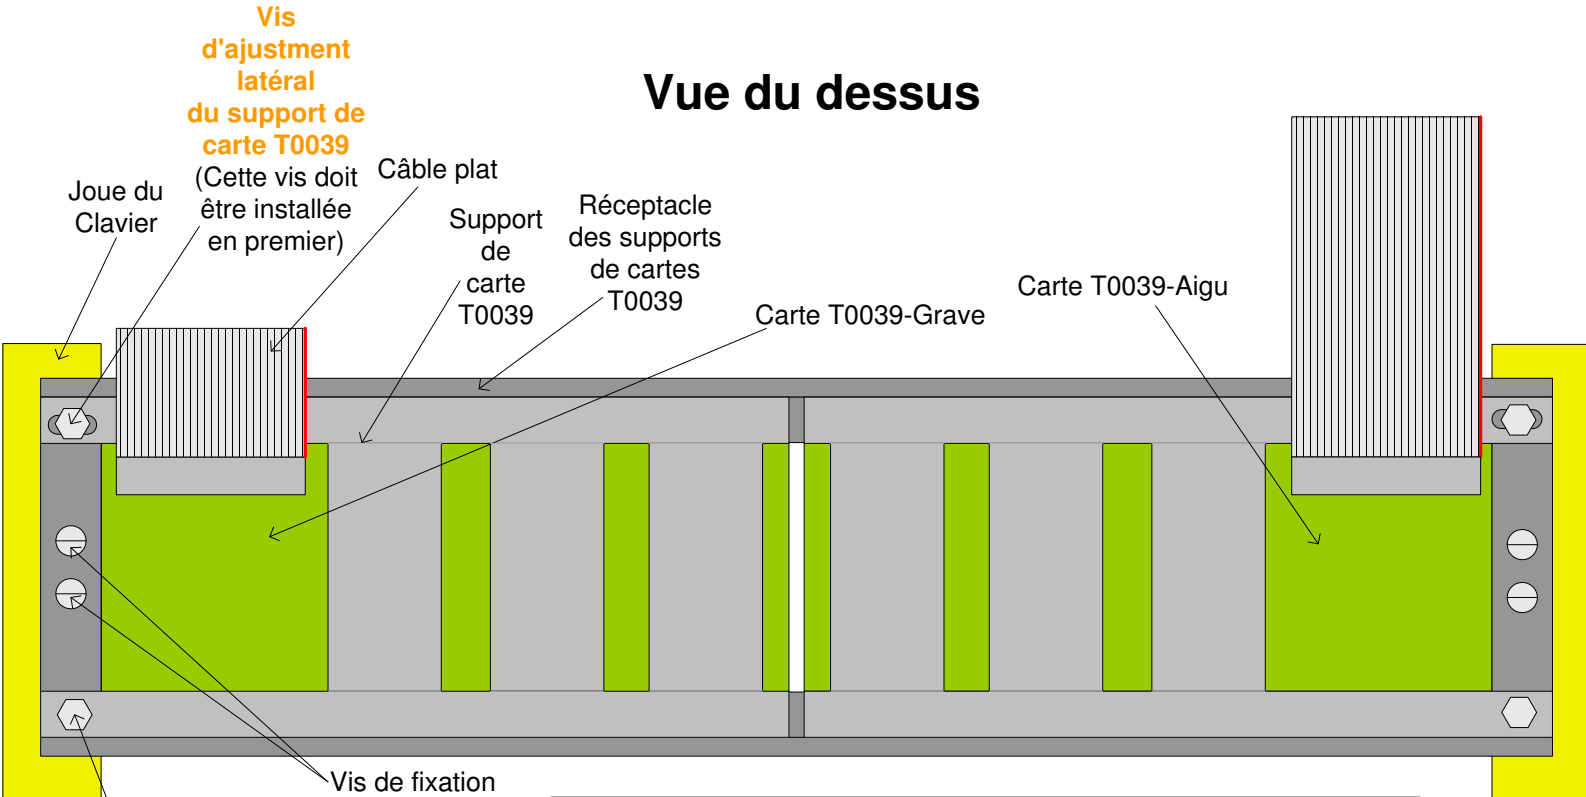 Vis
d'ajustment
latéral
du support de
carte T0039
(Cette vis doit
être installée
en premier)
Vue du dessus
Joue du
Clavier
Câble plat
Support
de
carte
T0039
Réceptacle
des supports
de cartes
T0039
Carte T0039-Grave
Carte T0039-Aigu
Vis de fixation